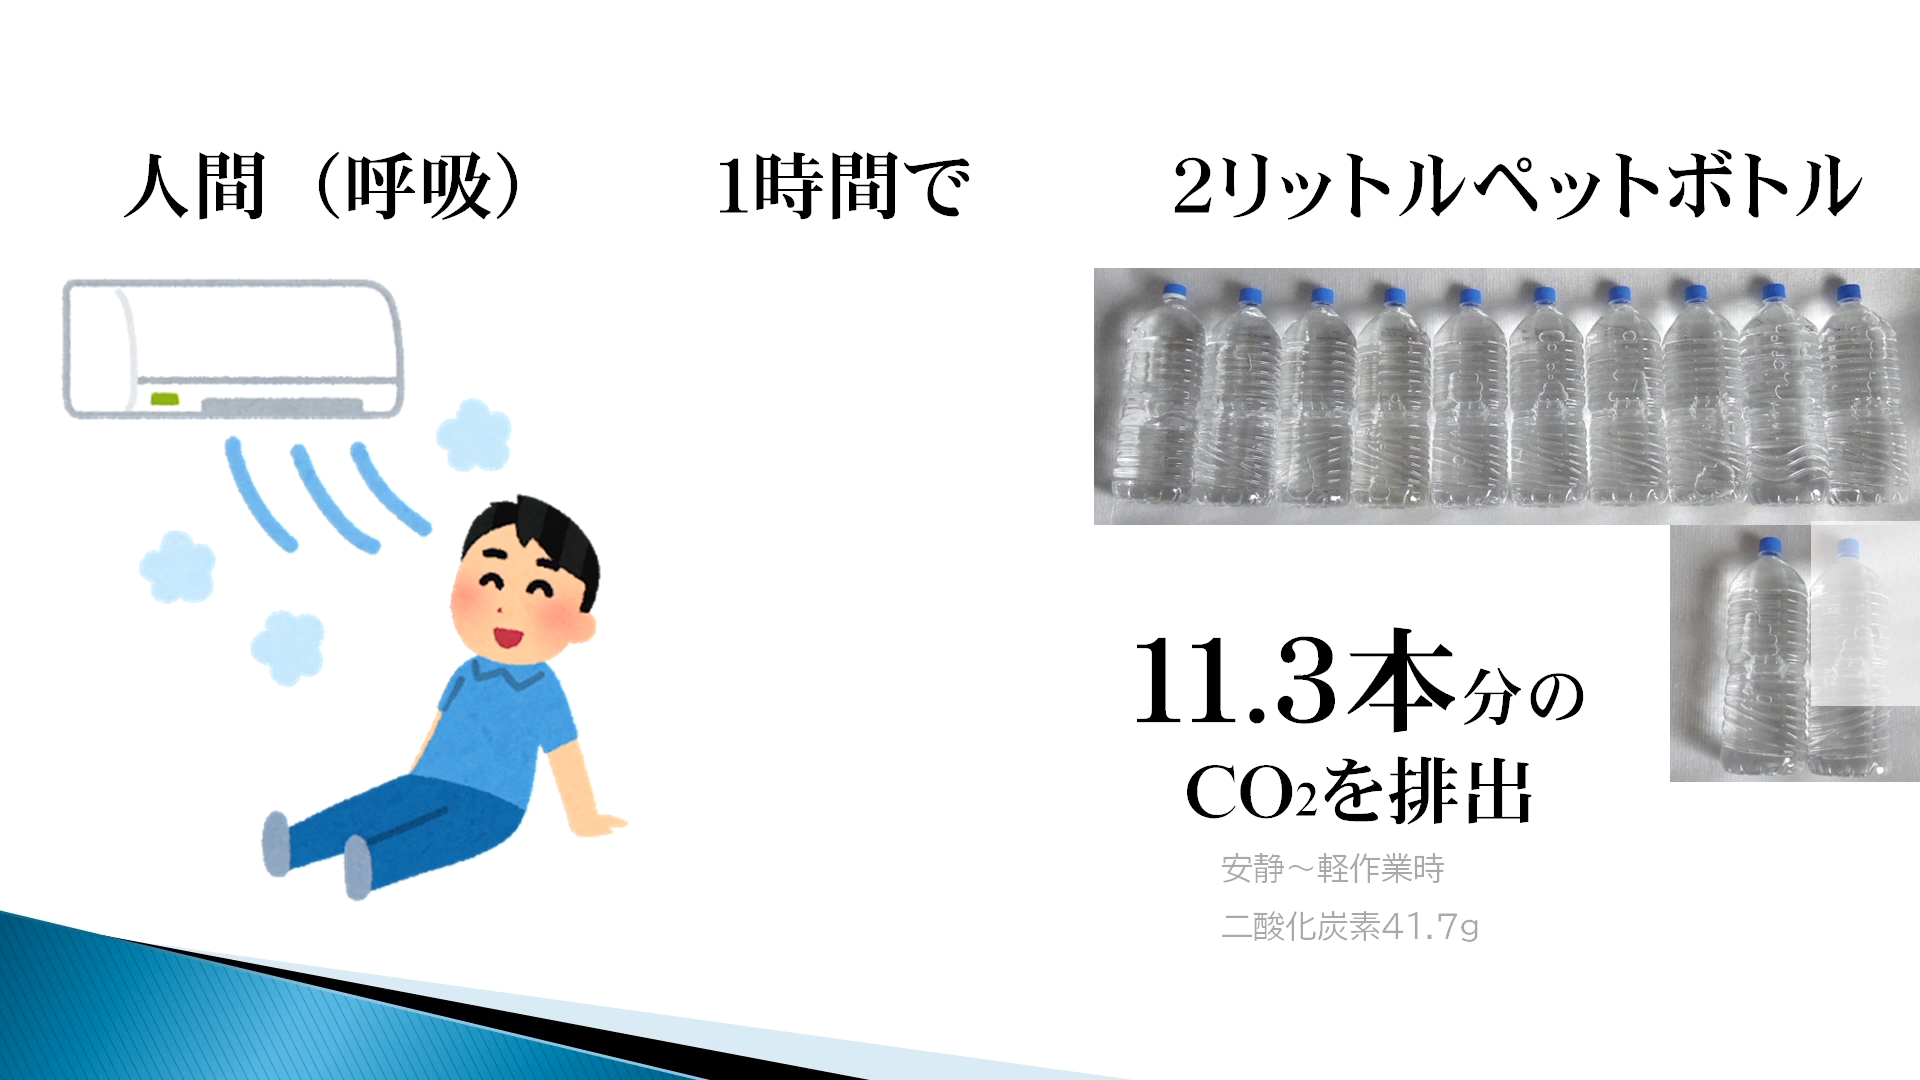 人間（呼吸）
1時間で
2リットルペットボトル
11.3本分の
CO2を排出
安静～軽作業時
二酸化炭素41.7g